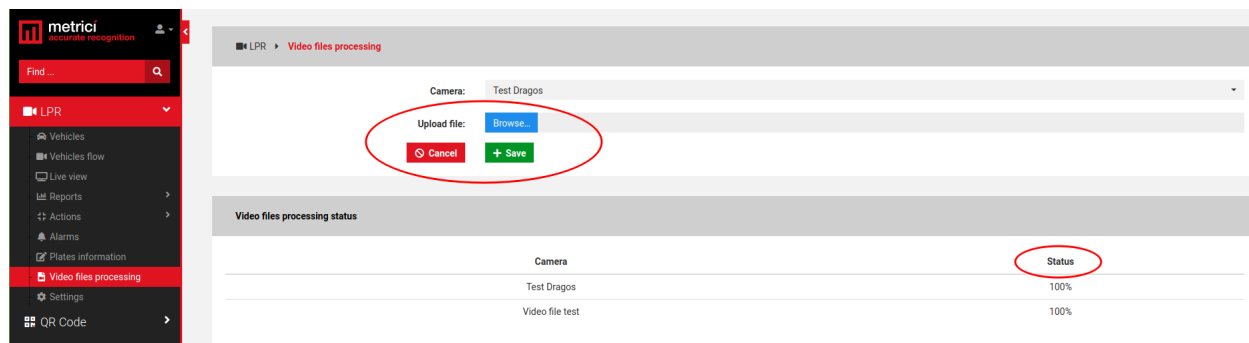 metrici
accurate recognition
Find ...
LPR
Vehicles
Vehicles flow
Live view
Reports
Actions
Alarms
Plates information
Video files processing
Settings
QR Code
LPR Video files processing
Camera: Test Dragos
Upload file: Browse...
Cancel + Save
Video files processing status
Camera Status
Test Dragos 100%
Video file test 100%